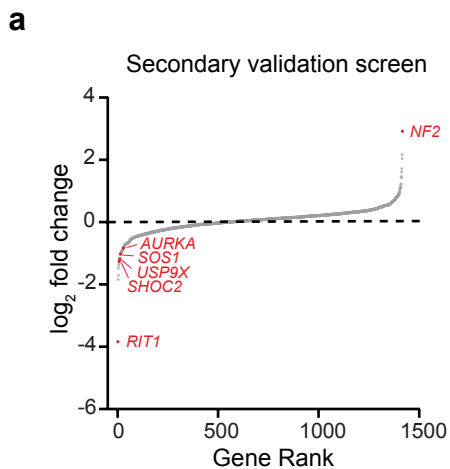 a
Secondary validation screen
log2 fold change
4
2
0
-2
-4
-6
NF2
AURKA
SOS1
USP9X
SHOC2
RIT1
0 500 1000 1500
Gene Rank